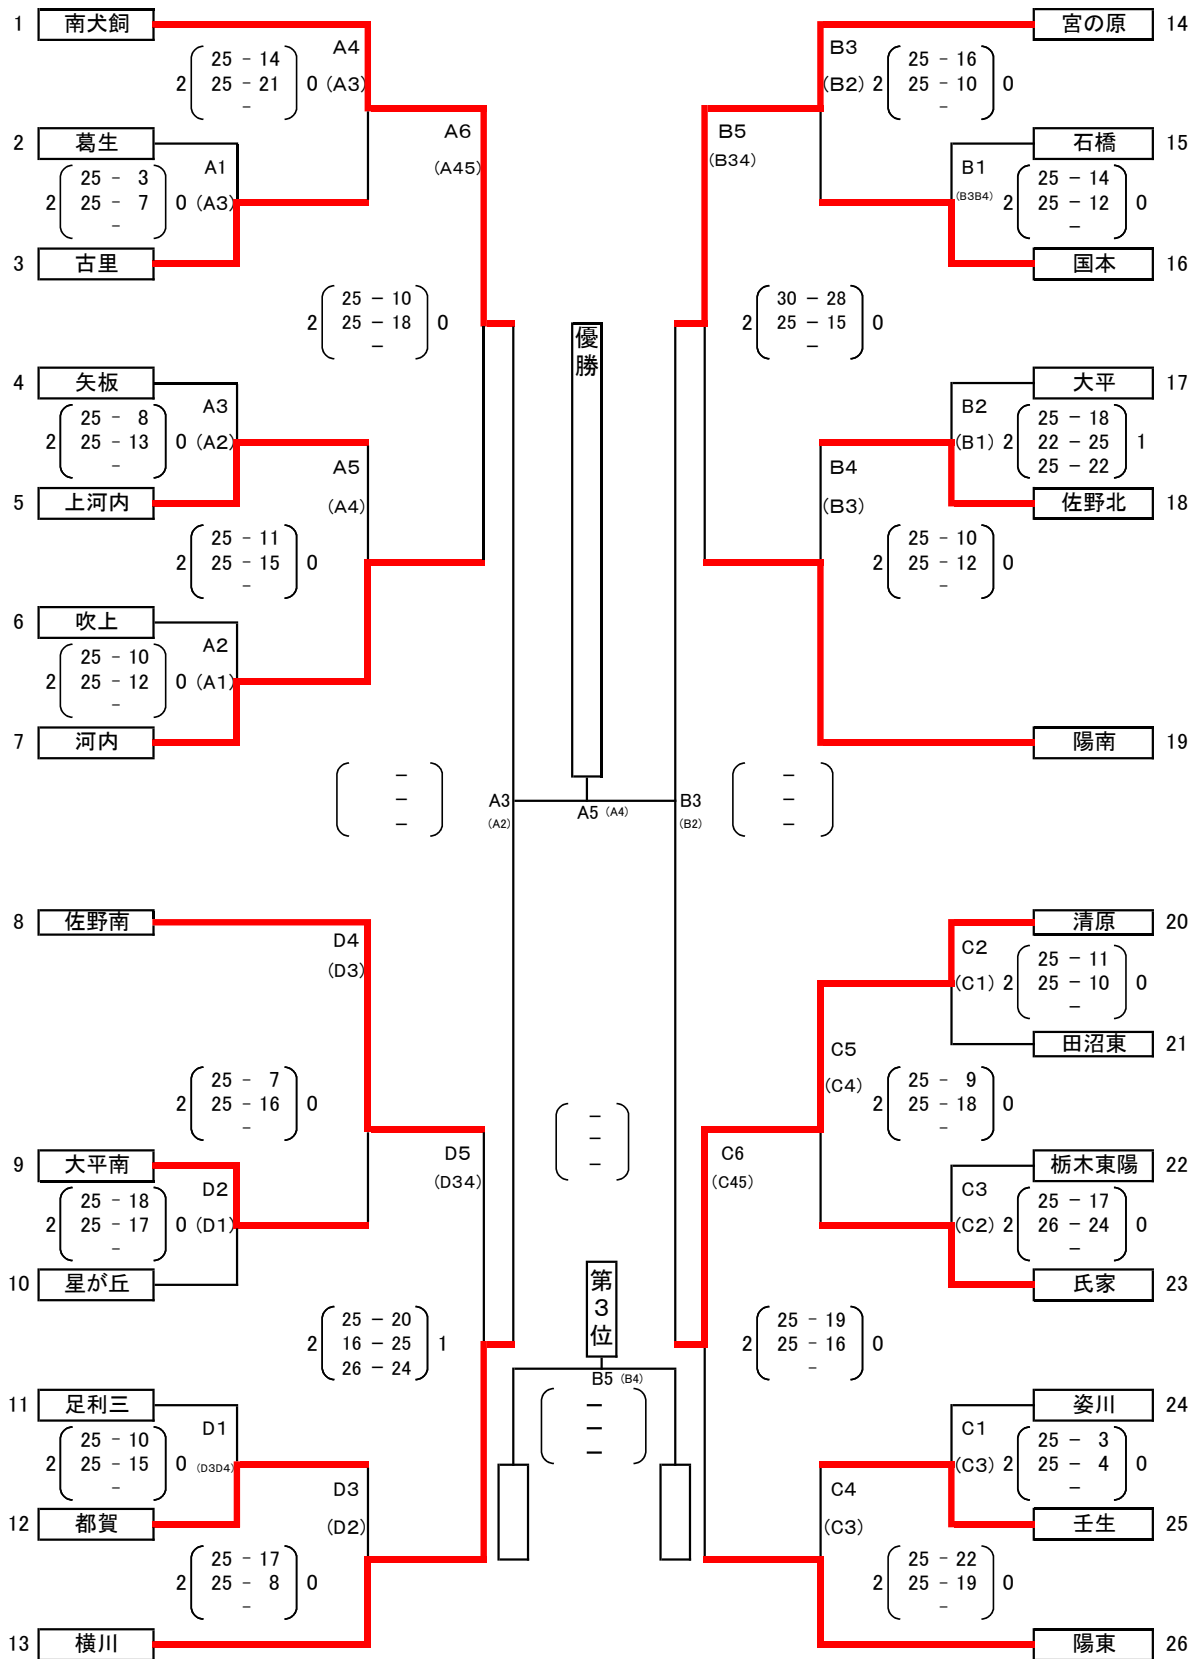 1 南犬飼
A4
25 - 14
2 25 - 21 0 (A3)
-
2 葛生
A1
25 - 3
2 25 - 7 0 (A3)
-
3 古里
A6
(A45)
25 － 10
2 25 － 18 0
－
4 矢板
A3
25 - 8
2 25 - 13 0 (A2)
-
5 上河内
A5
(A4)
25 - 11
2 25 - 15 0
-
6 吹上
A2
25 - 10
2 25 - 12 0 (A1)
-
7 河内
－
－
－
A3
(A2)
8 佐野南
D4
(D3)
25 - 7
2 25 - 16 0
-
9 大平南
D2
25 - 18
2 25 - 17 0 (D1)
-
10 星が丘
D5
(D34)
25 － 20
2 16 － 25 1
26 － 24
11 足利三
D1
25 - 10
2 25 - 15 0 (D3D4)
-
12 都賀
D3
(D2)
25 - 17
2 25 - 8 0
-
13 横川
優勝
A5 (A4)
－
－
－
第3位
B5 (B4)
－
－
－
宮の原 14
B3
25 - 16
(B2) 2 25 - 10 0
-
石橋 15
B1
25 - 14
(B3B4) 2 25 - 12 0
-
国本 16
B5
(B34)
30 － 28
2 25 － 15 0
－
大平 17
B2
25 - 18
(B1) 2 22 - 25 1
25 - 22
佐野北 18
B4
(B3)
25 - 10
2 25 - 12 0
-
陽南 19
B3
(B2)
－
－
－
清原 20
C2
25 - 11
(C1) 2 25 - 10 0
-
田沼東 21
C5
(C4)
25 - 9
2 25 - 18 0
-
栃木東陽 22
C3
25 - 17
(C2) 2 26 - 24 0
－
氏家 23
C6
(C45)
25 - 19
2 25 - 16 0
-
姿川 24
C1
25 - 3
(C3) 2 25 - 4 0
-
壬生 25
C4
(C3)
25 - 22
2 25 - 19 0
-
陽東 26